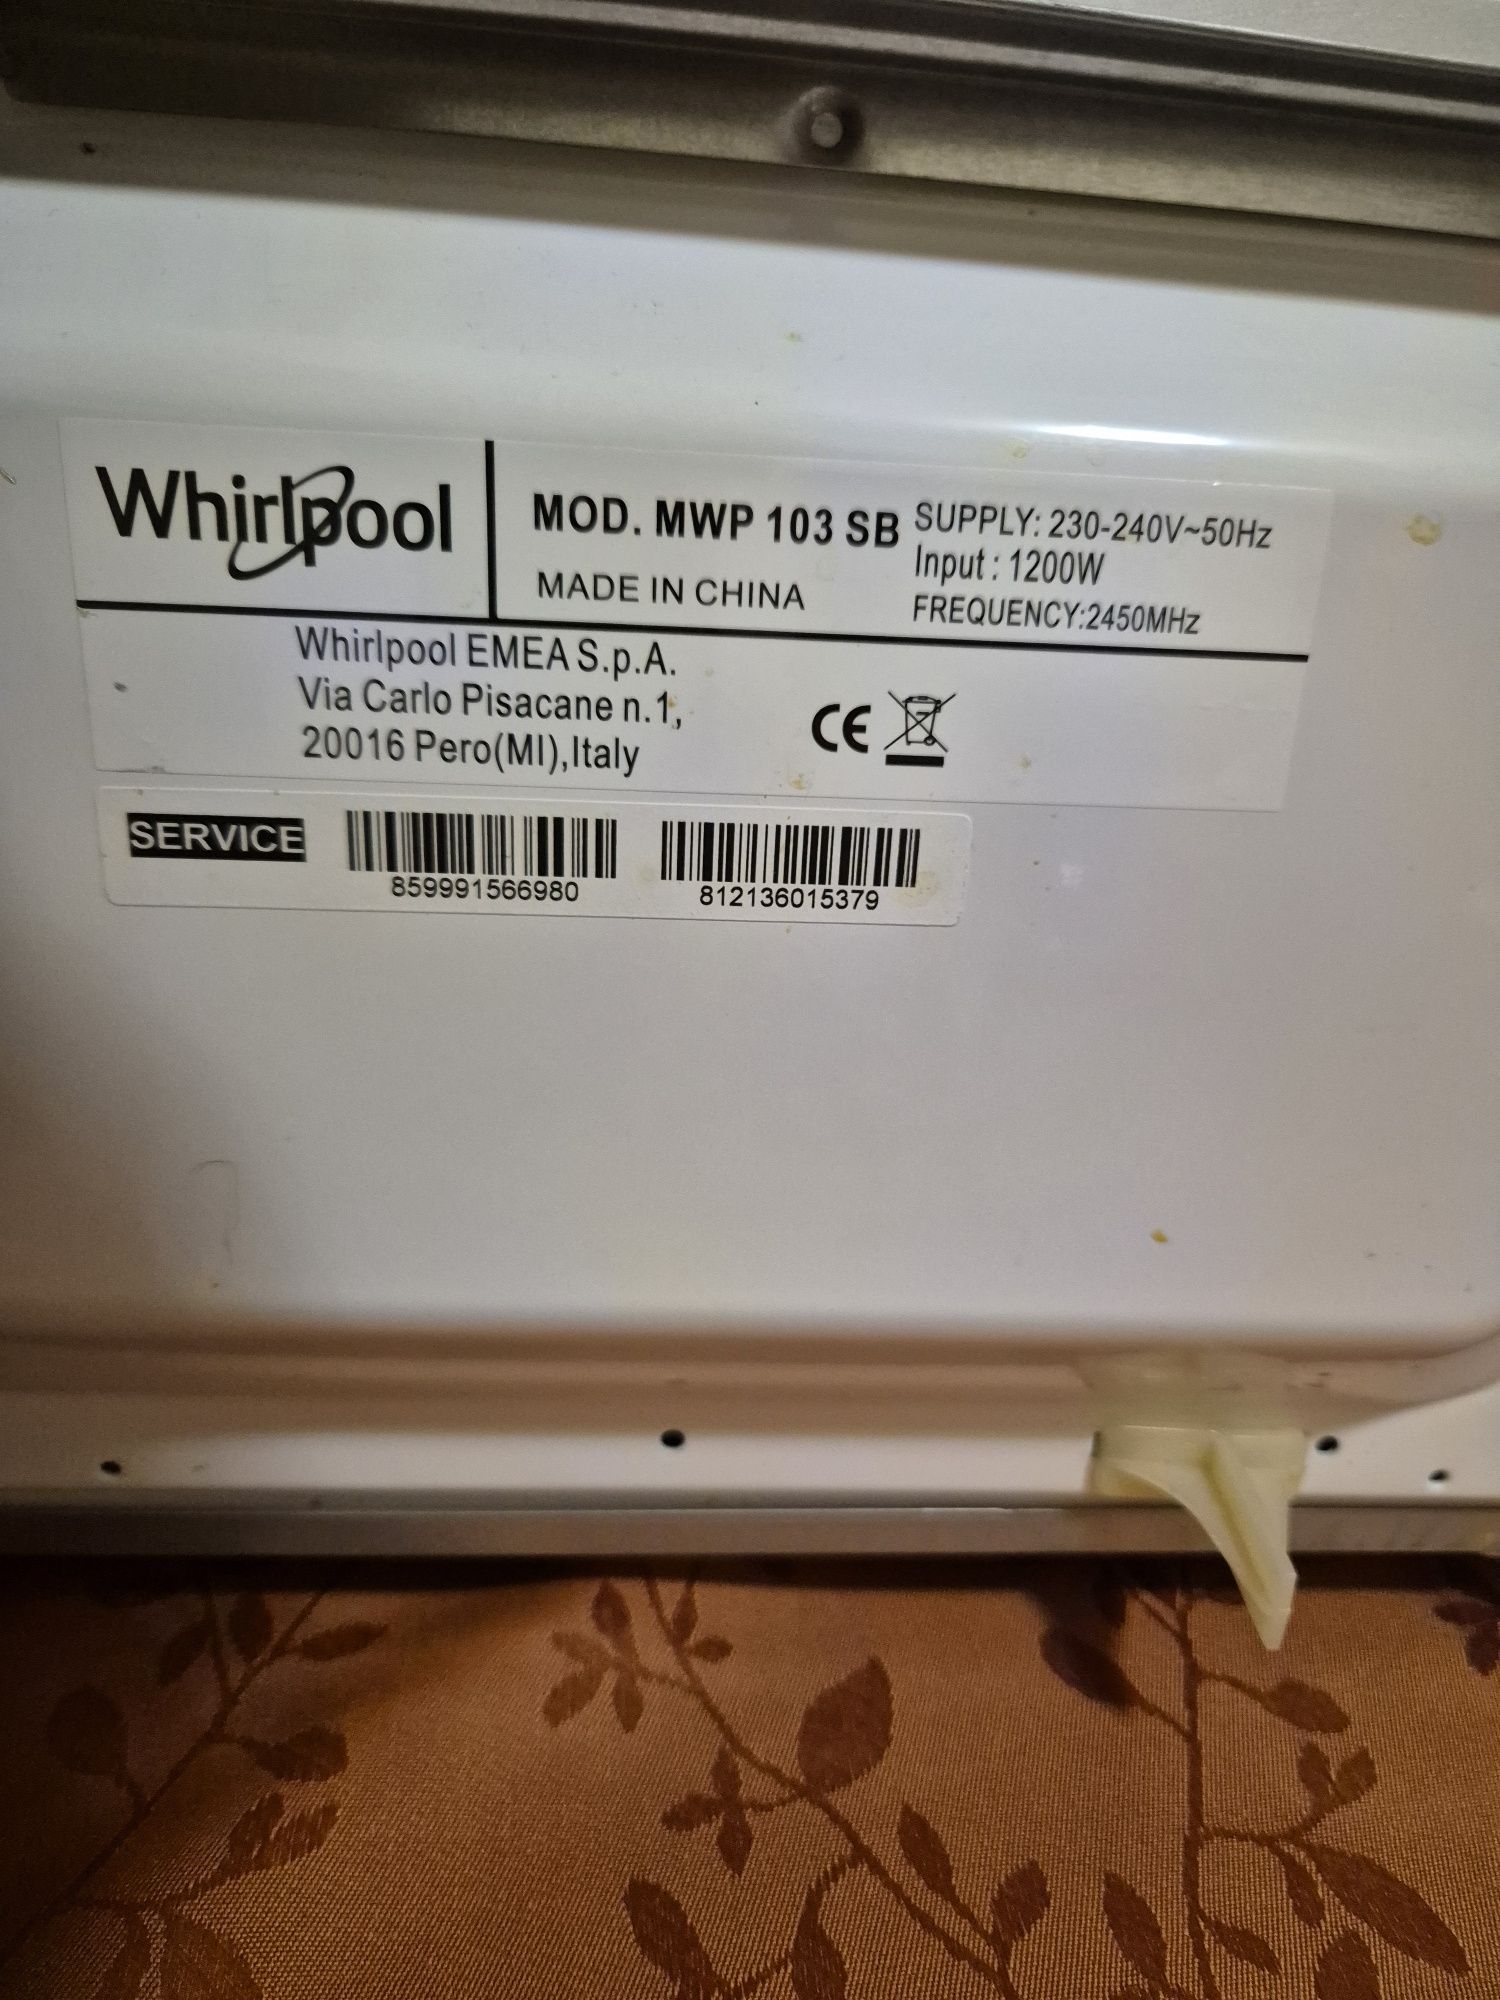 Whirlpool
MOD. MWP 103 SB
MADE IN CHINA
SUPPLY: 230-240V~50Hz
Input : 1200W
FREQUENCY:2450MHz
Whirlpool EMEA S.p.A.
Via Carlo Pisacane n.1,
20016 Pero(MI),Italy
CE
SERVICE
859991566980
812136015379